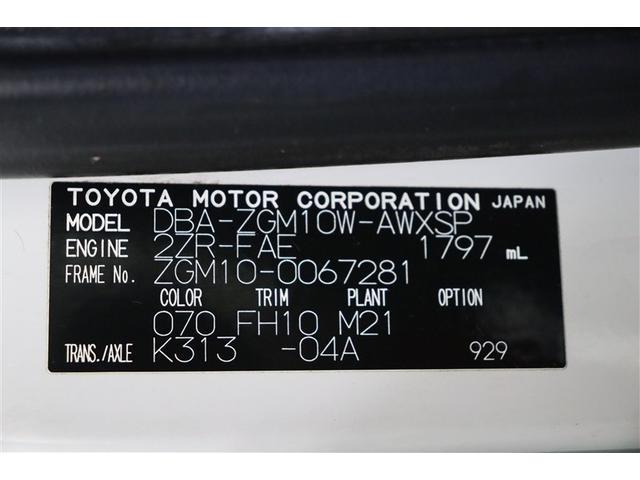 TOYOTA MOTOR CORPORATION JAPAN
MODEL DBA-ZGM10W-AWXSP
ENGINE 2ZR-FAE 1797 mL
FRAME No. ZGM10-0067281
COLOR TRIM PLANT OPTION
070 FH10 M21
TRANS./AXLE K313 -04A 929